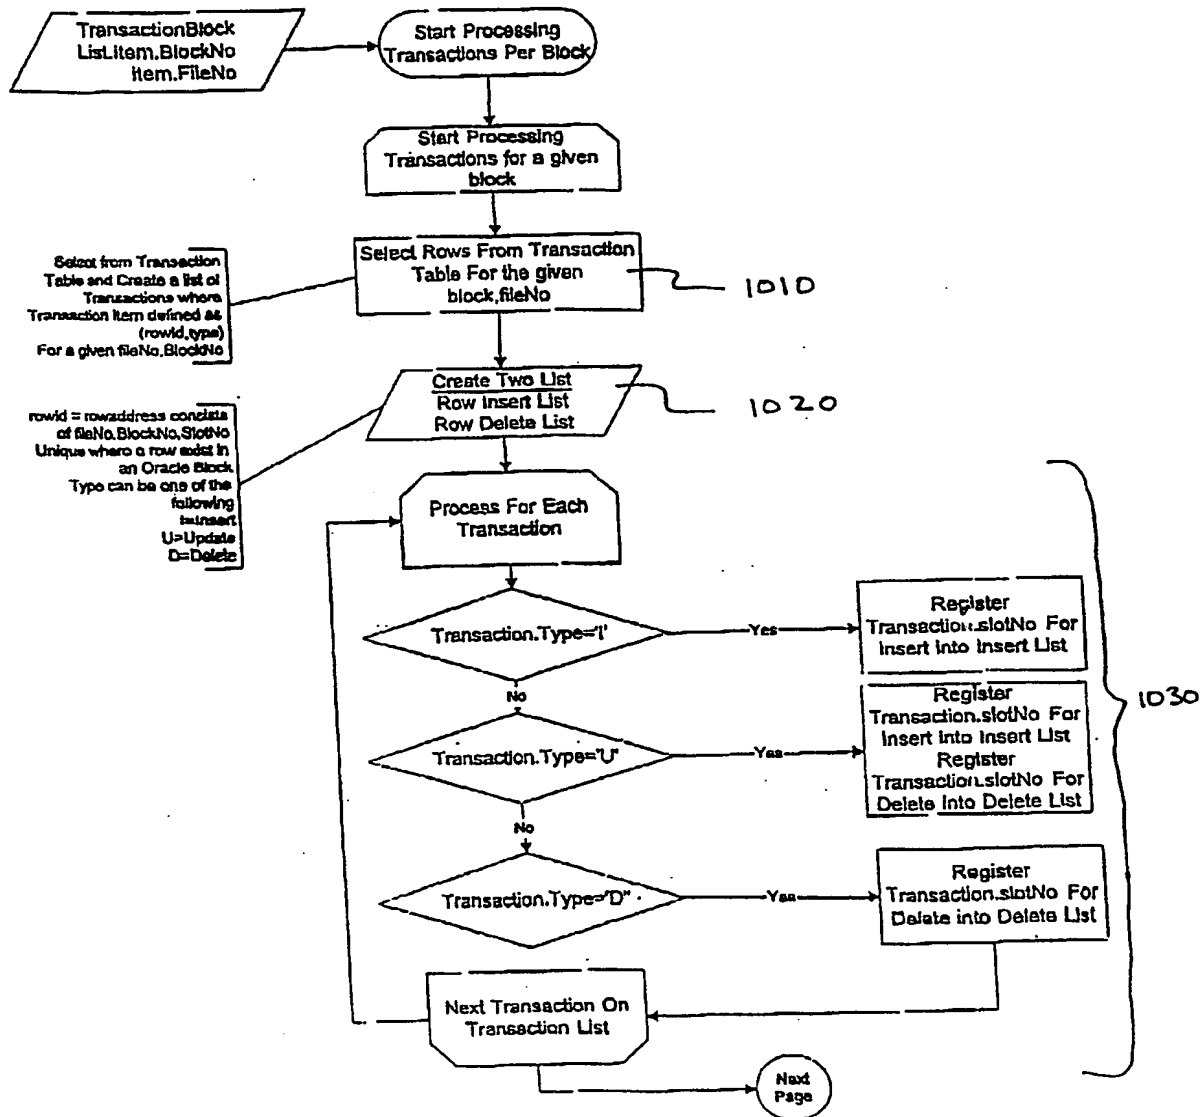 TransactionBlock
ListItem.BlockNo
Item.FileNo
Start Processing
Transactions Per Block
Start Processing
Transactions for a given
block
Select Rows From Transaction
Table For the given
block,fileNo
1010
Select from Transaction
Table and Create a list of
Transactions where
Transaction Item defined as
(rowid,type)
For a given fileNo,BlockNo
Create Two List
Row Insert List
Row Delete List
1020
rowid = rowaddress concists
of fileNo,BlockNo,SlotNo
Unique where a row exist in
an Oracle Block
Type can be one of the
following
I=Insert
U=Update
D=Delete
Process For Each
Transaction
Transaction.Type='I'
Yes
Register
Transaction.slotNo For
Insert into Insert List
No
Transaction.Type='U'
Yes
Register
Transaction.slotNo For
Insert into Insert List
Register
Transaction.slotNo For
Delete into Delete List
1030
No
Transaction.Type='D"
Yes
Register
Transaction.slotNo For
Delete into Delete List
Next Transaction On
Transaction List
Next
Page